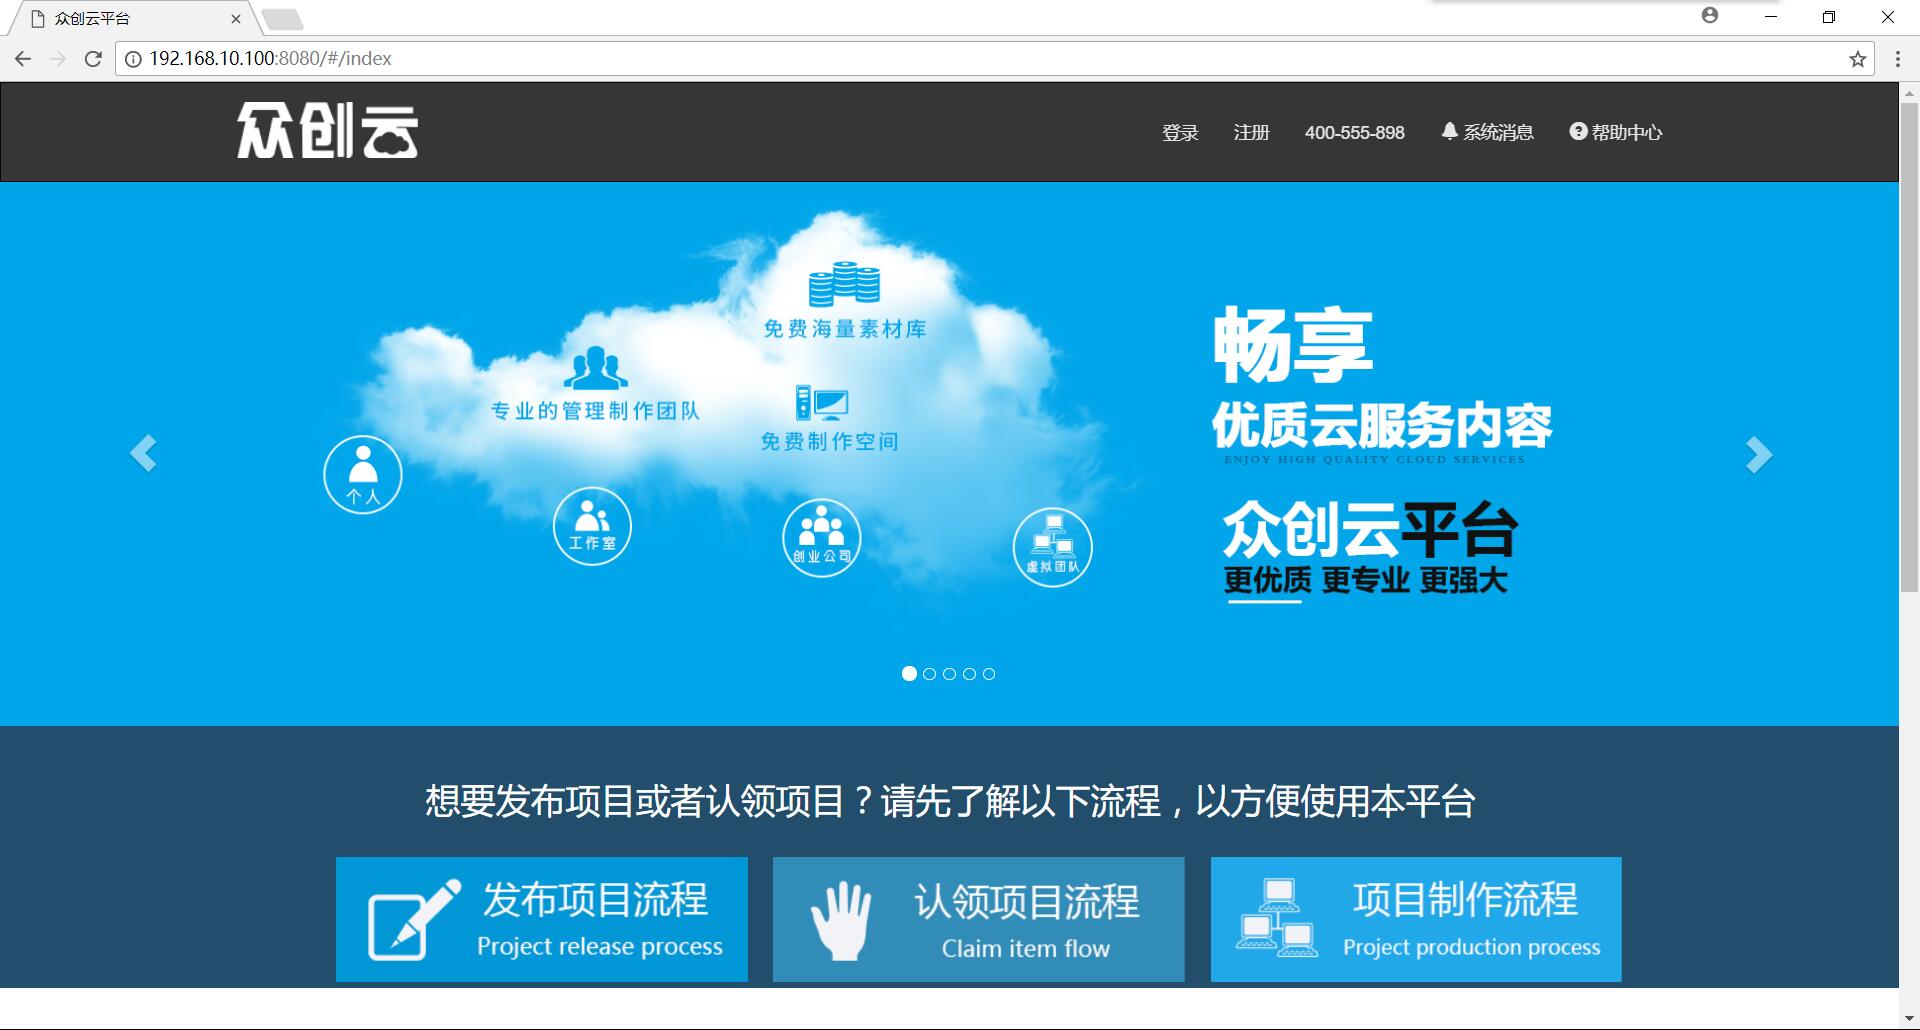 众创云平台
192.168.10.100:8080/#/index
众创云
登录 注册 400-555-898 系统消息 帮助中心
免费海量素材库
专业的管理制作团队
免费制作空间
个人
工作室
创业公司
虚拟团队
畅享
优质云服务内容
ENJOY HIGH QUALITY CLOUD SERVICES
众创云平台
更优质 更专业 更强大
想要发布项目或者认领项目？请先了解以下流程，以方便使用本平台
发布项目流程
Project release process
认领项目流程
Claim item flow
项目制作流程
Project production process